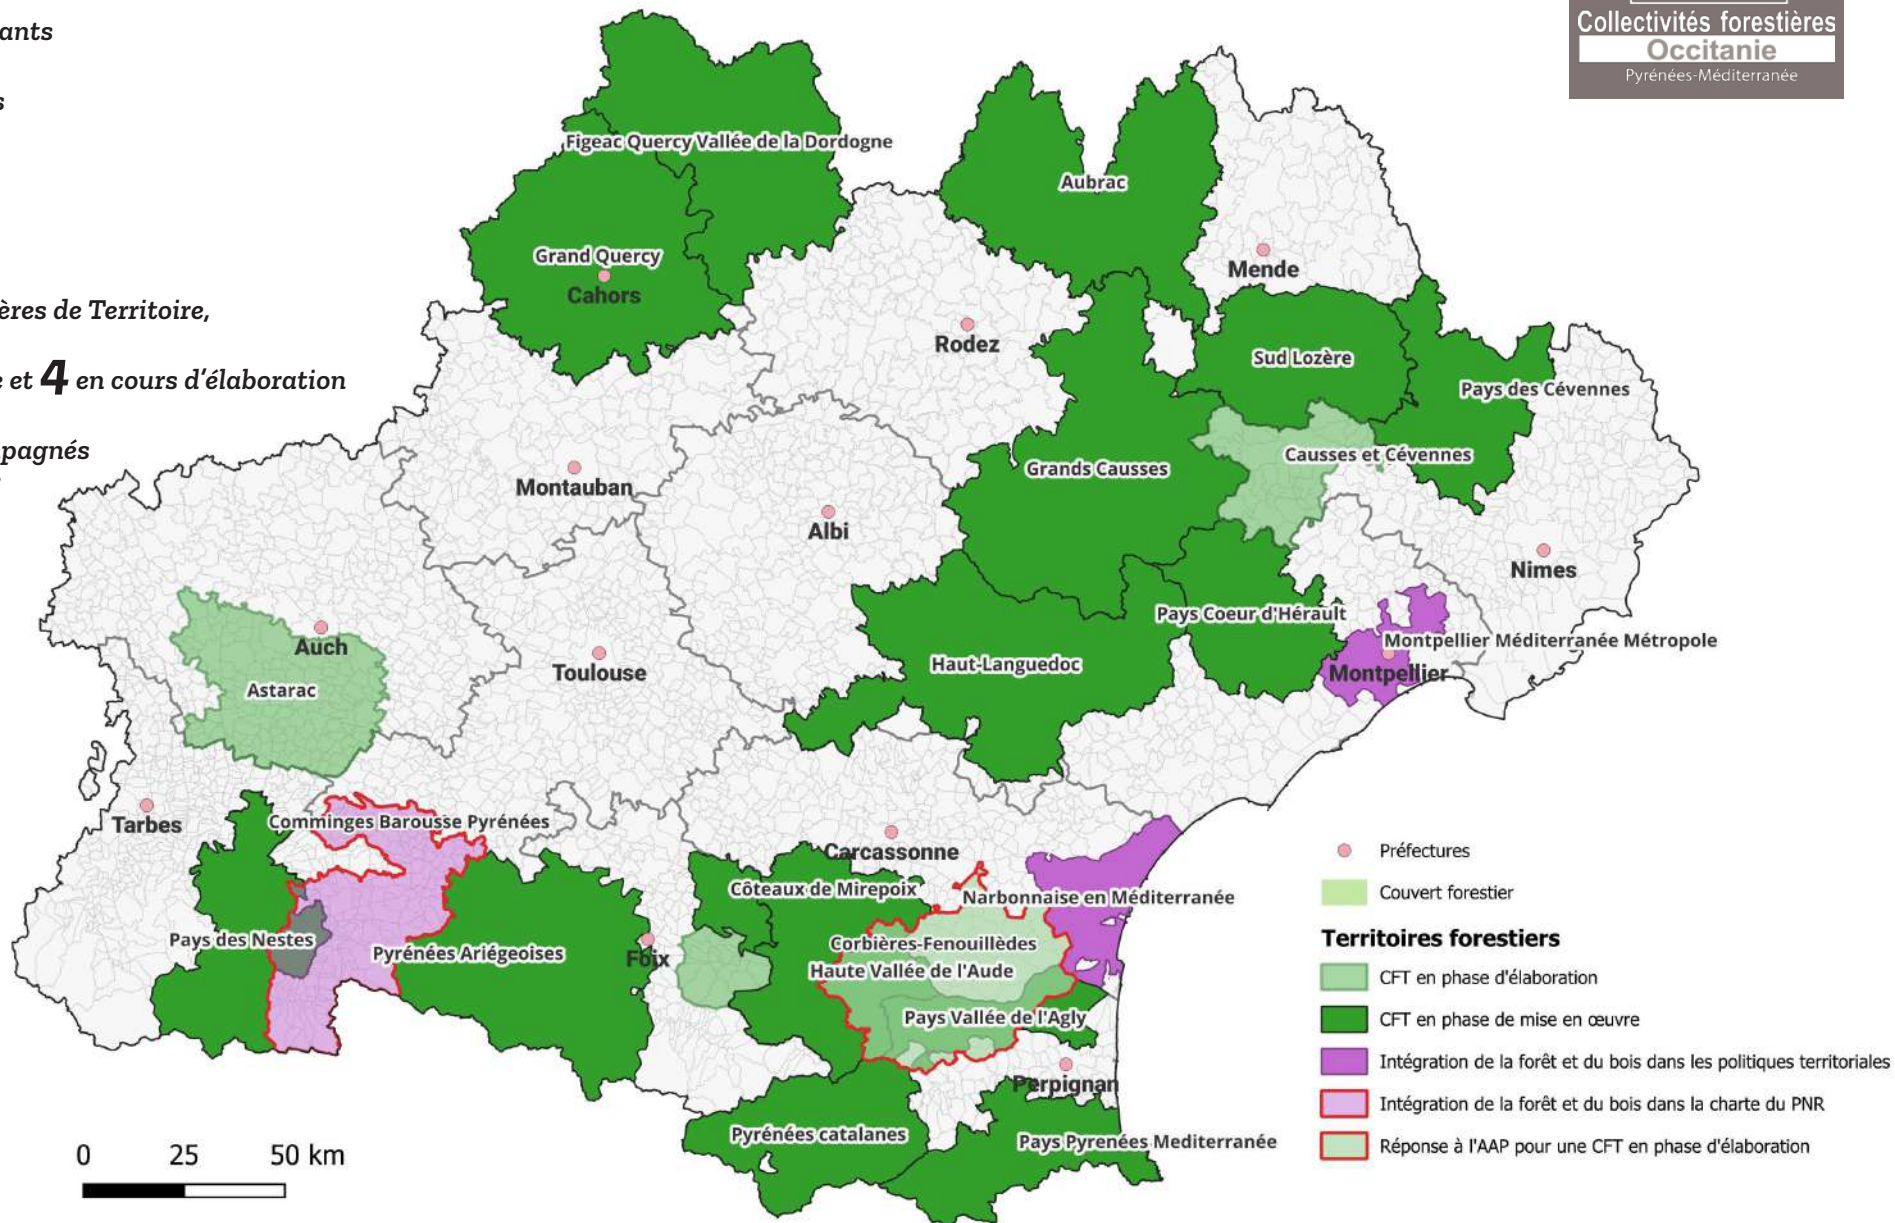 ants
s
ères de Territoire,
e et 4 en cours d'élaboration
pagnés
Collectivités forestières
Occitanie
Pyrénées-Méditerranée
Figeac Quercy Vallée de la Dordogne
Aubrac
Grand Quercy
Cahors
Mende
Rodez
Sud Lozère
Pays des Cévennes
Causses et Cévennes
Grands Causses
Montauban
Albi
Nimes
Pays Coeur d'Hérault
Montpellier Méditerranée Métropole
Montpellier
Auch
Toulouse
Haut-Languedoc
Astarac
Tarbes
Comminges Barousse Pyrénées
Carcassonne
Côteaux de Mirepoix
Narbonnaise en Méditerranée
Pays des Nestes
Pyrénées Ariégeoises
Foix
Corbières-Fenouillèdes
Haute Vallée de l'Aude
Pays Vallée de l'Agly
Perpignan
Pyrénées catalanes
Pays Pyrenées Mediterranée
0 25 50 km
Préfectures
Couvert forestier
Territoires forestiers
CFT en phase d'élaboration
CFT en phase de mise en œuvre
Intégration de la forêt et du bois dans les politiques territoriales
Intégration de la forêt et du bois dans la charte du PNR
Réponse à l'AAP pour une CFT en phase d'élaboration